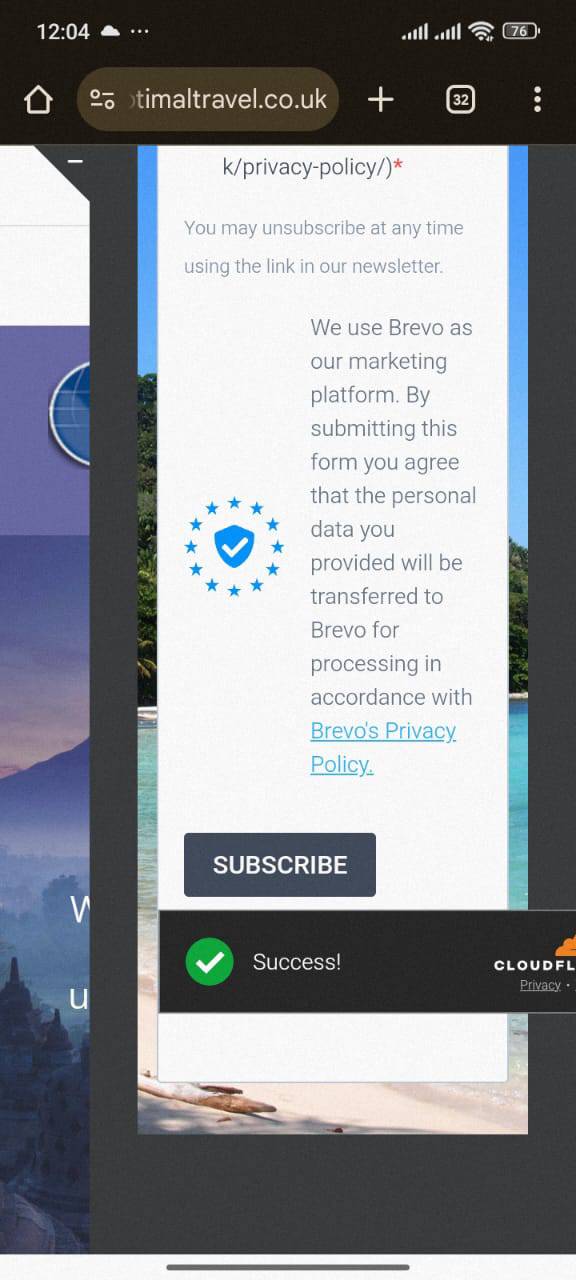 12:04
76
timaltravel.co.uk
32
k/privacy-policy/)*
You may unsubscribe at any time
using the link in our newsletter.
We use Brevo as
our marketing
platform. By
submitting this
form you agree
that the personal
data you
provided will be
transferred to
Brevo for
processing in
accordance with
Brevo's Privacy
Policy.
SUBSCRIBE
W
u
Success!
CLOUDFL
Privacy •